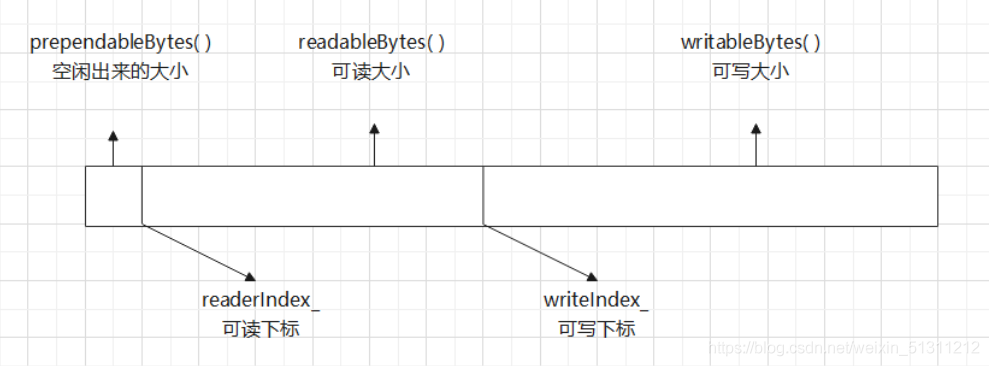 prependableBytes( )
空闲出来的大小
readableBytes( )
可读大小
writableBytes( )
可写大小
readerIndex_
可读下标
writeIndex_
可写下标
https://blog.csdn.net/weixin_51311212